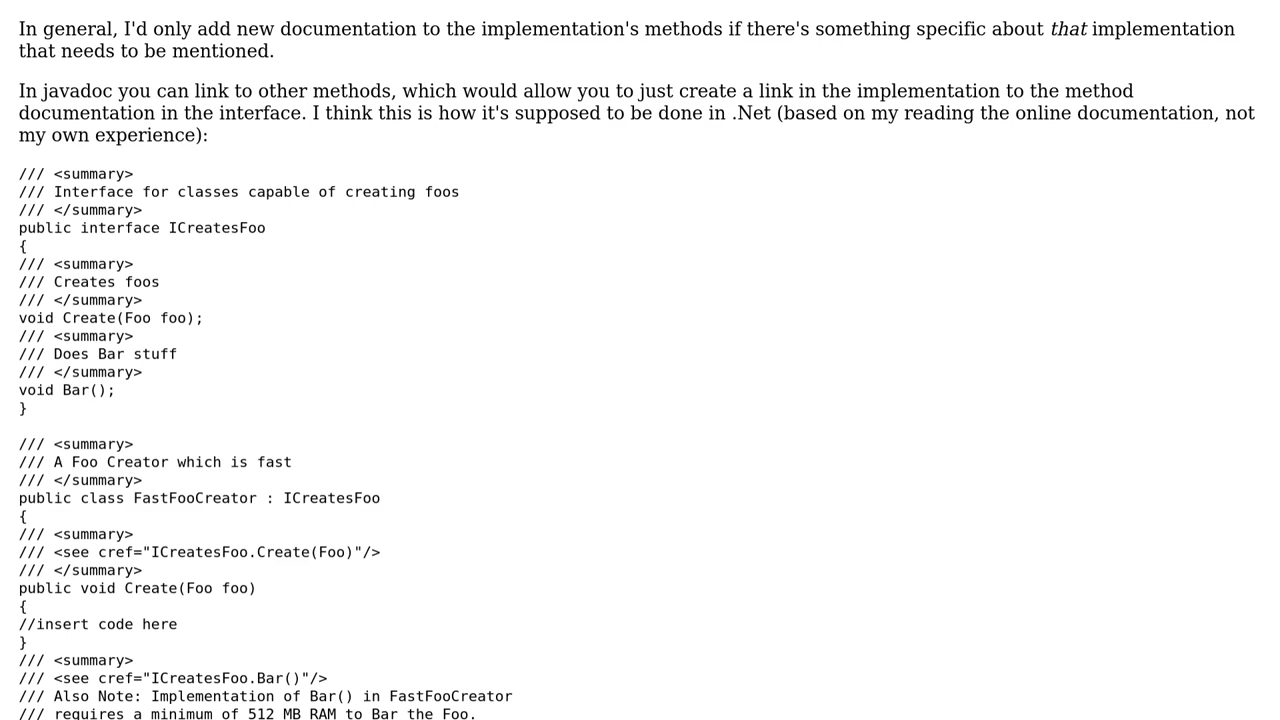 In general, I'd only add new documentation to the implementation's methods if there's something specific about that implementation
that needs to be mentioned.
In javadoc you can link to other methods, which would allow you to just create a link in the implementation to the method
documentation in the interface. I think this is how it's supposed to be done in .Net (based on my reading the online documentation, not
my own experience):
/// <summary>
/// Interface for classes capable of creating foos
/// </summary>
public interface ICreatesFoo
{
/// <summary>
/// Creates foos
/// </summary>
void Create(Foo foo);
/// <summary>
/// Does Bar stuff
/// </summary>
void Bar();
}
/// <summary>
/// A Foo Creator which is fast
/// </summary>
public class FastFooCreator : ICreatesFoo
{
/// <summary>
/// <see cref="ICreatesFoo.Create(Foo)"/>
/// </summary>
public void Create(Foo foo)
{
//insert code here
}
/// <summary>
/// <see cref="ICreatesFoo.Bar()"/>
/// Also Note: Implementation of Bar() in FastFooCreator
/// requires a minimum of 512 MB RAM to Bar the Foo.